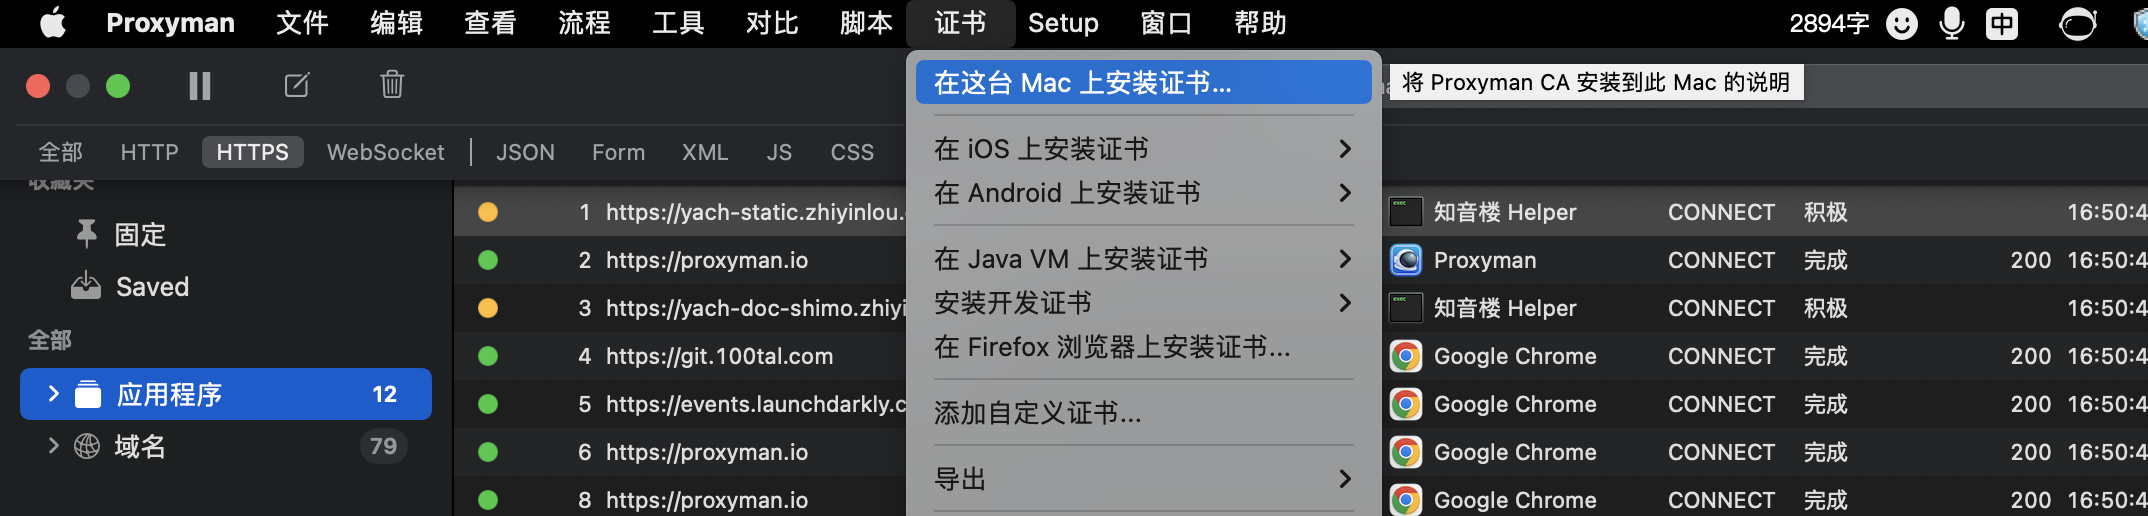 Proxyman 文件 编辑 查看 流程 工具 对比 脚本 证书 Setup 窗口 帮助 2894字 中
在这台 Mac 上安装证书...
将 Proxyman CA 安装到此 Mac 的说明
全部 HTTP HTTPS WebSocket JSON Form XML JS CSS
在 iOS 上安装证书
在 Android 上安装证书
在 Java VM 上安装证书
安装开发证书
在 Firefox 浏览器上安装证书...
添加自定义证书...
导出
收藏夹
固定
Saved
全部
应用程序 12
域名 79
1 https://yach-static.zhiyinlou. 知音楼 Helper CONNECT 积极 16:50:4
2 https://proxyman.io Proxyman CONNECT 完成 200 16:50:4
3 https://yach-doc-shimo.zhiyi 知音楼 Helper CONNECT 积极 16:50:4
4 https://git.100tal.com Google Chrome CONNECT 完成 200 16:50:4
5 https://events.launchdarkly.c Google Chrome CONNECT 完成 200 16:50:4
6 https://proxyman.io Google Chrome CONNECT 完成 200 16:50:4
8 https://proxyman.io Google Chrome CONNECT 完成 200 16:50:4